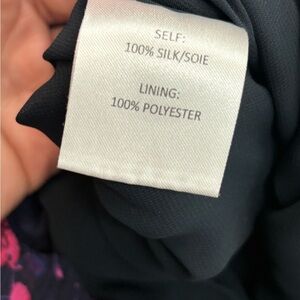 SELF:
100% SILK/SOIE
LINING:
100% POLYESTER